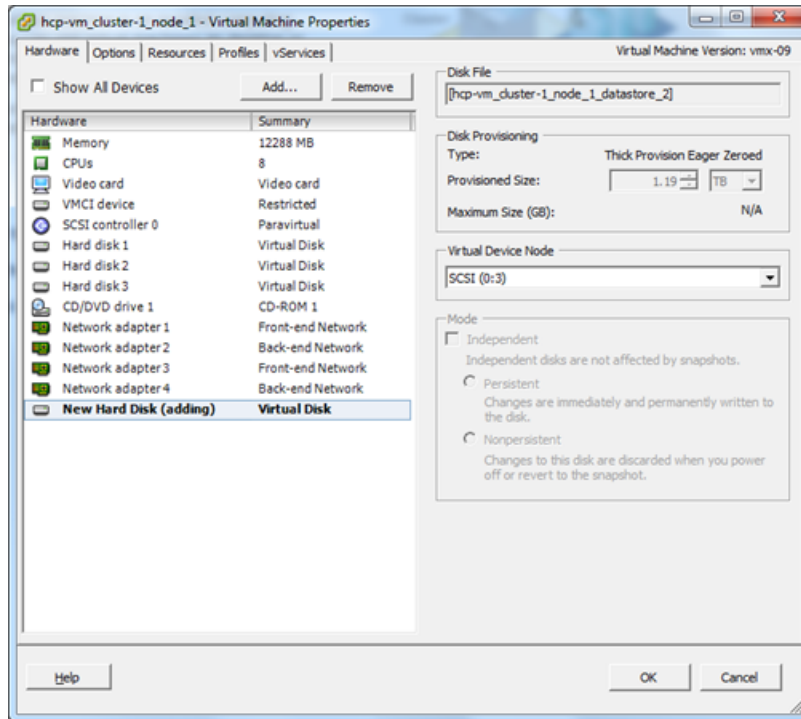 hcp-vm_cluster-1_node_1 - Virtual Machine Properties
Hardware Options Resources Profiles vServices
Virtual Machine Version: vmx-09
Show All Devices
Add...
Remove
Hardware Summary
Memory 12288 MB
CPUs 8
Video card Video card
VMCI device Restricted
SCSI controller 0 Paravirtual
Hard disk 1 Virtual Disk
Hard disk 2 Virtual Disk
Hard disk 3 Virtual Disk
CD/DVD drive 1 CD-ROM 1
Network adapter 1 Front-end Network
Network adapter 2 Back-end Network
Network adapter 3 Front-end Network
Network adapter 4 Back-end Network
New Hard Disk (adding) Virtual Disk
Disk File
[hcp-vm_cluster-1_node_1_datastore_2]
Disk Provisioning
Type: Thick Provision Eager Zeroed
Provisioned Size: 1.19 TB
Maximum Size (GB): N/A
Virtual Device Node
SCSI (0:3)
Mode
Independent
Independent disks are not affected by snapshots.
Persistent
Changes are immediately and permanently written to
the disk.
Nonpersistent
Changes to this disk are discarded when you power
off or revert to the snapshot.
Help
OK
Cancel